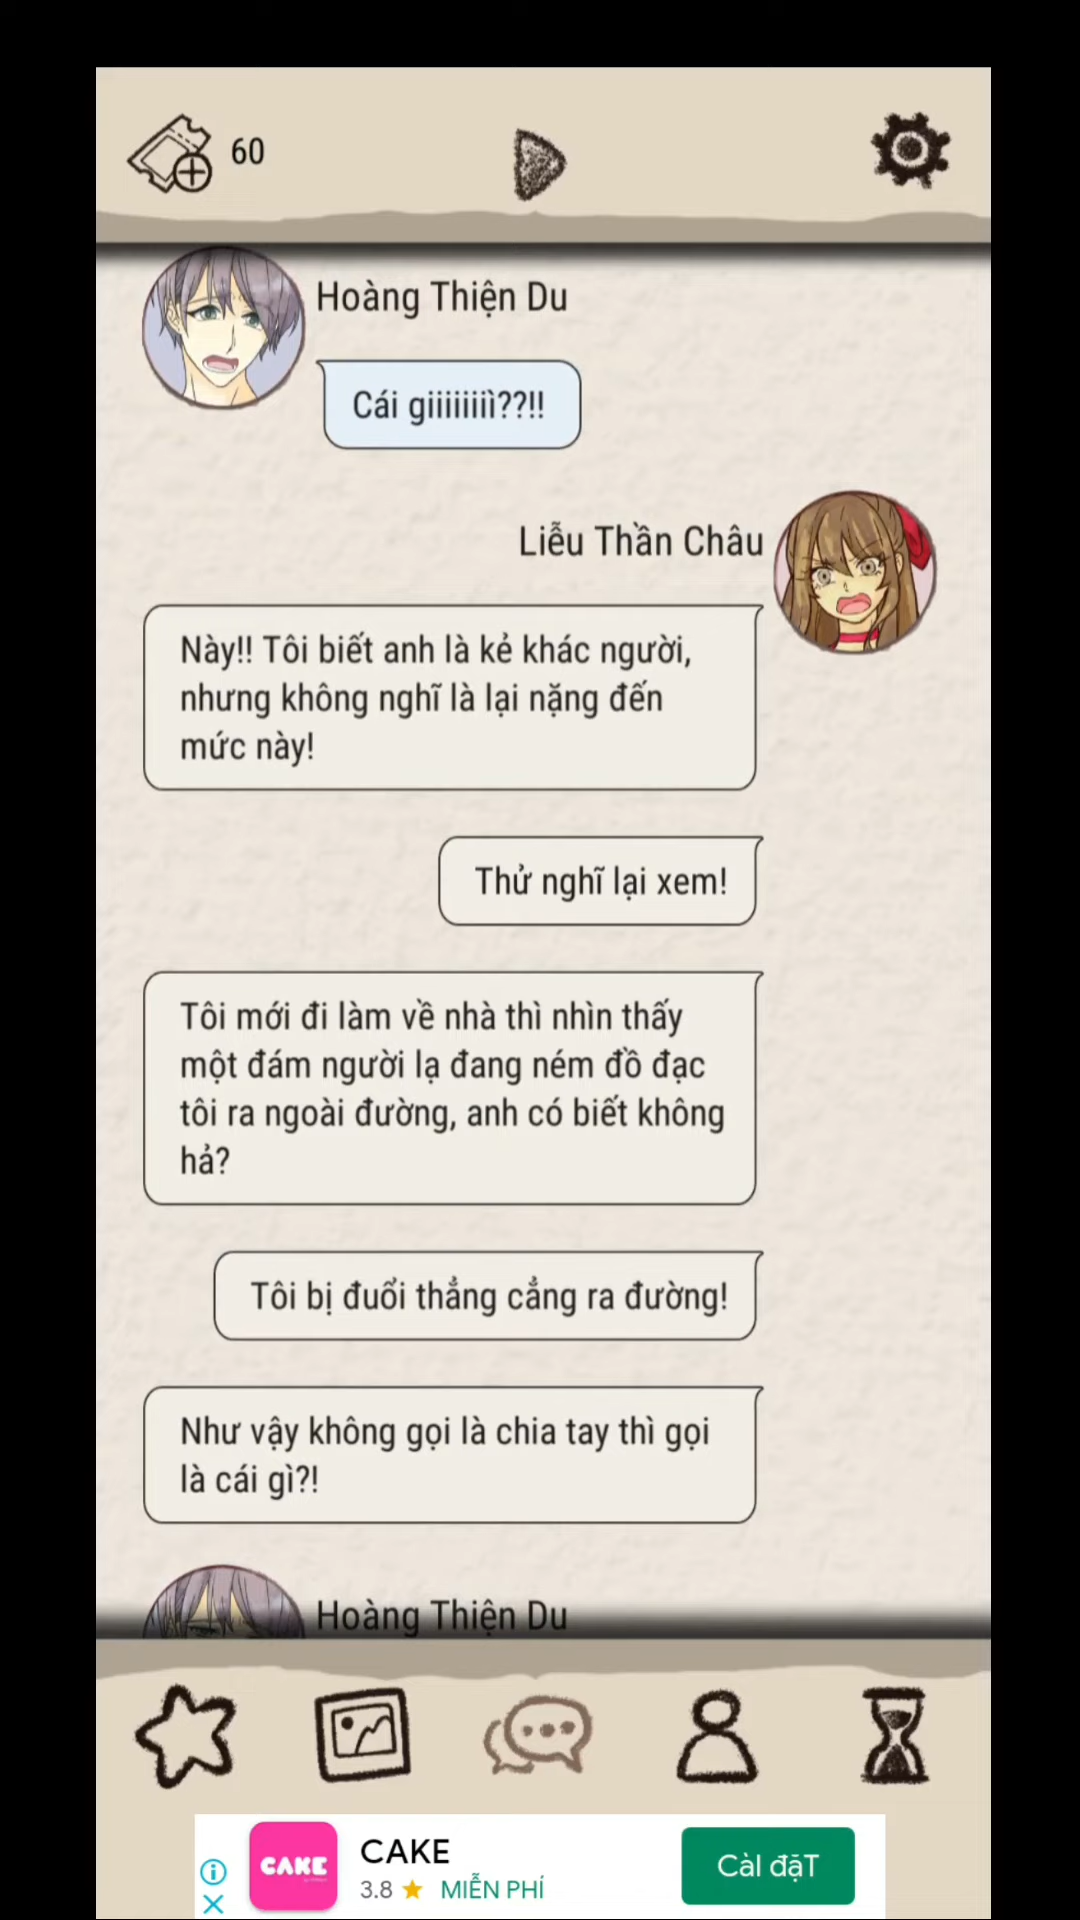 60
Hoàng Thiện Du
Cái giiiiiiiì??!!
Liễu Thần Châu
Này!! Tôi biết anh là kẻ khác người,
nhưng không nghĩ là lại nặng đến
mức này!
Thử nghĩ lại xem!
Tôi mới đi làm về nhà thì nhìn thấy
một đám người lạ đang ném đồ đạc
tôi ra ngoài đường, anh có biết không
hả?
Tôi bị đuổi thẳng cẳng ra đường!
Như vậy không gọi là chia tay thì gọi
là cái gì?!
Hoàng Thiện Du
CAKE
CAKE
3.8 ★ MIỄN PHÍ
Cài đặT